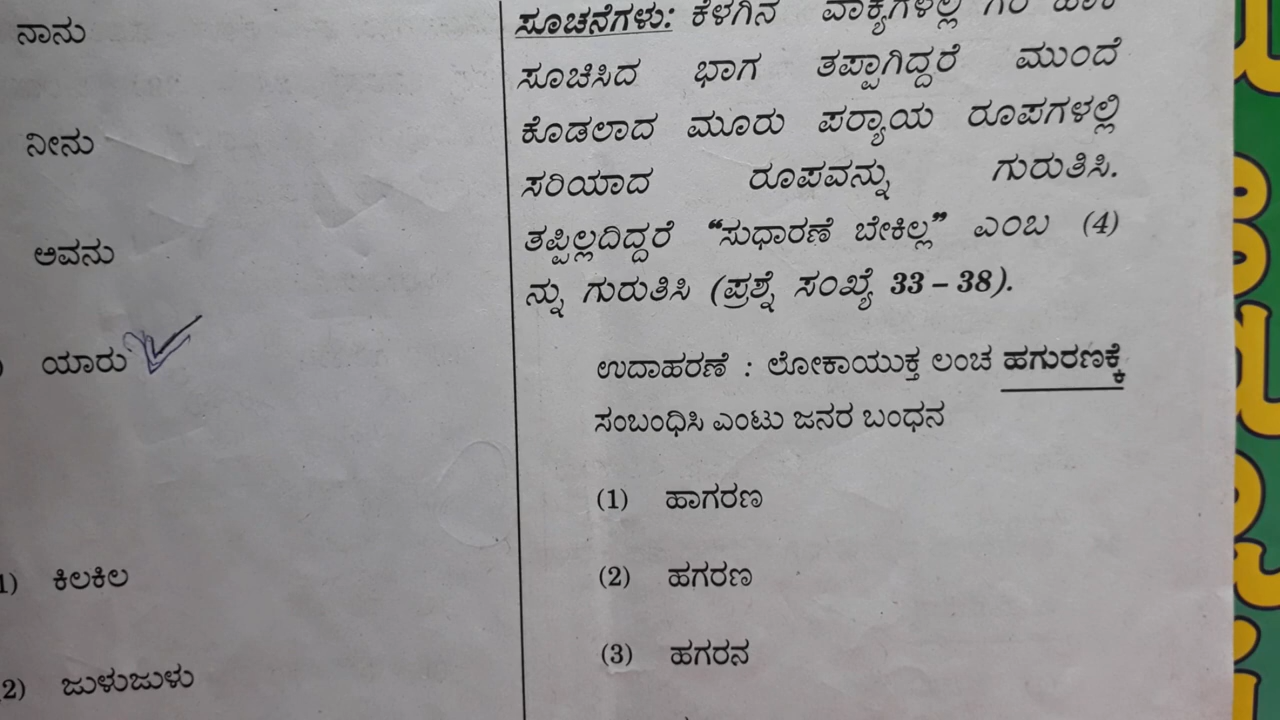 ನಾನು
ನೀನು
ಅವನು
ಯಾರು
1) ಕಿಲಕಿಲ
2) ಜುಳುಜುಳು
ಸೂಚನೆಗಳು: ಕೆಳಗಿನ ವಾಕ್ಯಗಳಲ್ಲಿ
ಸೂಚಿಸಿದ ಭಾಗ ತಪ್ಪಾಗಿದ್ದರೆ ಮುಂದೆ
ಕೊಡಲಾದ ಮೂರು ಪರ್‍ಯಾಯ ರೂಪಗಳಲ್ಲಿ
ಸರಿಯಾದ ರೂಪವನ್ನು ಗುರುತಿಸಿ.
ತಪ್ಪಿಲ್ಲದಿದ್ದರೆ “ಸುಧಾರಣೆ ಬೇಕಿಲ್ಲ” ಎಂಬ (4)
ನ್ನು ಗುರುತಿಸಿ (ಪ್ರಶ್ನೆ ಸಂಖ್ಯೆ 33 – 38).
ಉದಾಹರಣೆ : ಲೋಕಾಯುಕ್ತ ಲಂಚ ಹಗುರಣಕ್ಕೆ
ಸಂಬಂಧಿಸಿ ಎಂಟು ಜನರ ಬಂಧನ
(1) ಹಾಗರಣ
(2) ಹಗರಣ
(3) ಹಗರನ